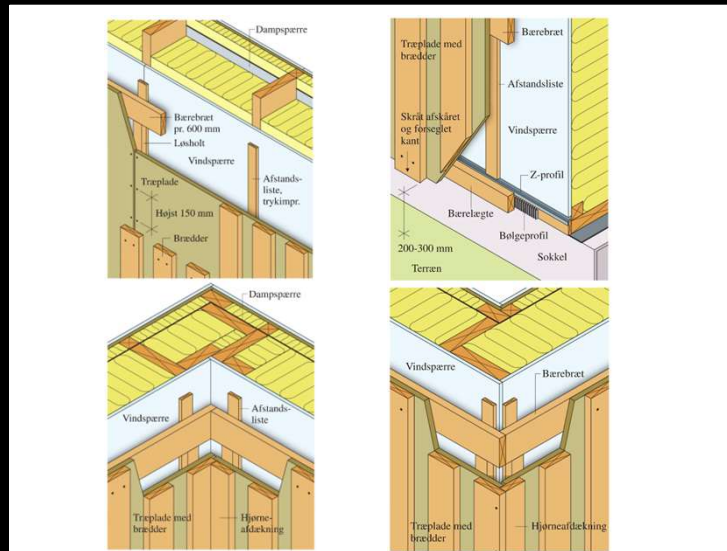 Dampspærre
Bærebræt
pr. 600 mm
Løsholt
Vindspærre
Træplade
Højst 150 mm
Afstands-
liste,
trykimpr.
Brædder
Bærebræt
Træplade med
brædder
Afstandsliste
Skråt afskåret
og forseglet
kant
Vindspærre
Z-profil
Bærelægte
Bølgeprofil
200-300 mm
Sokkel
Terræn
Dampspærre
Afstands-
liste
Vindspærre
Træplade med
brædder
Hjørne-
afdækning
Vindspærre
Bærebræt
Træplade med
brædder
Hjørneafdækning